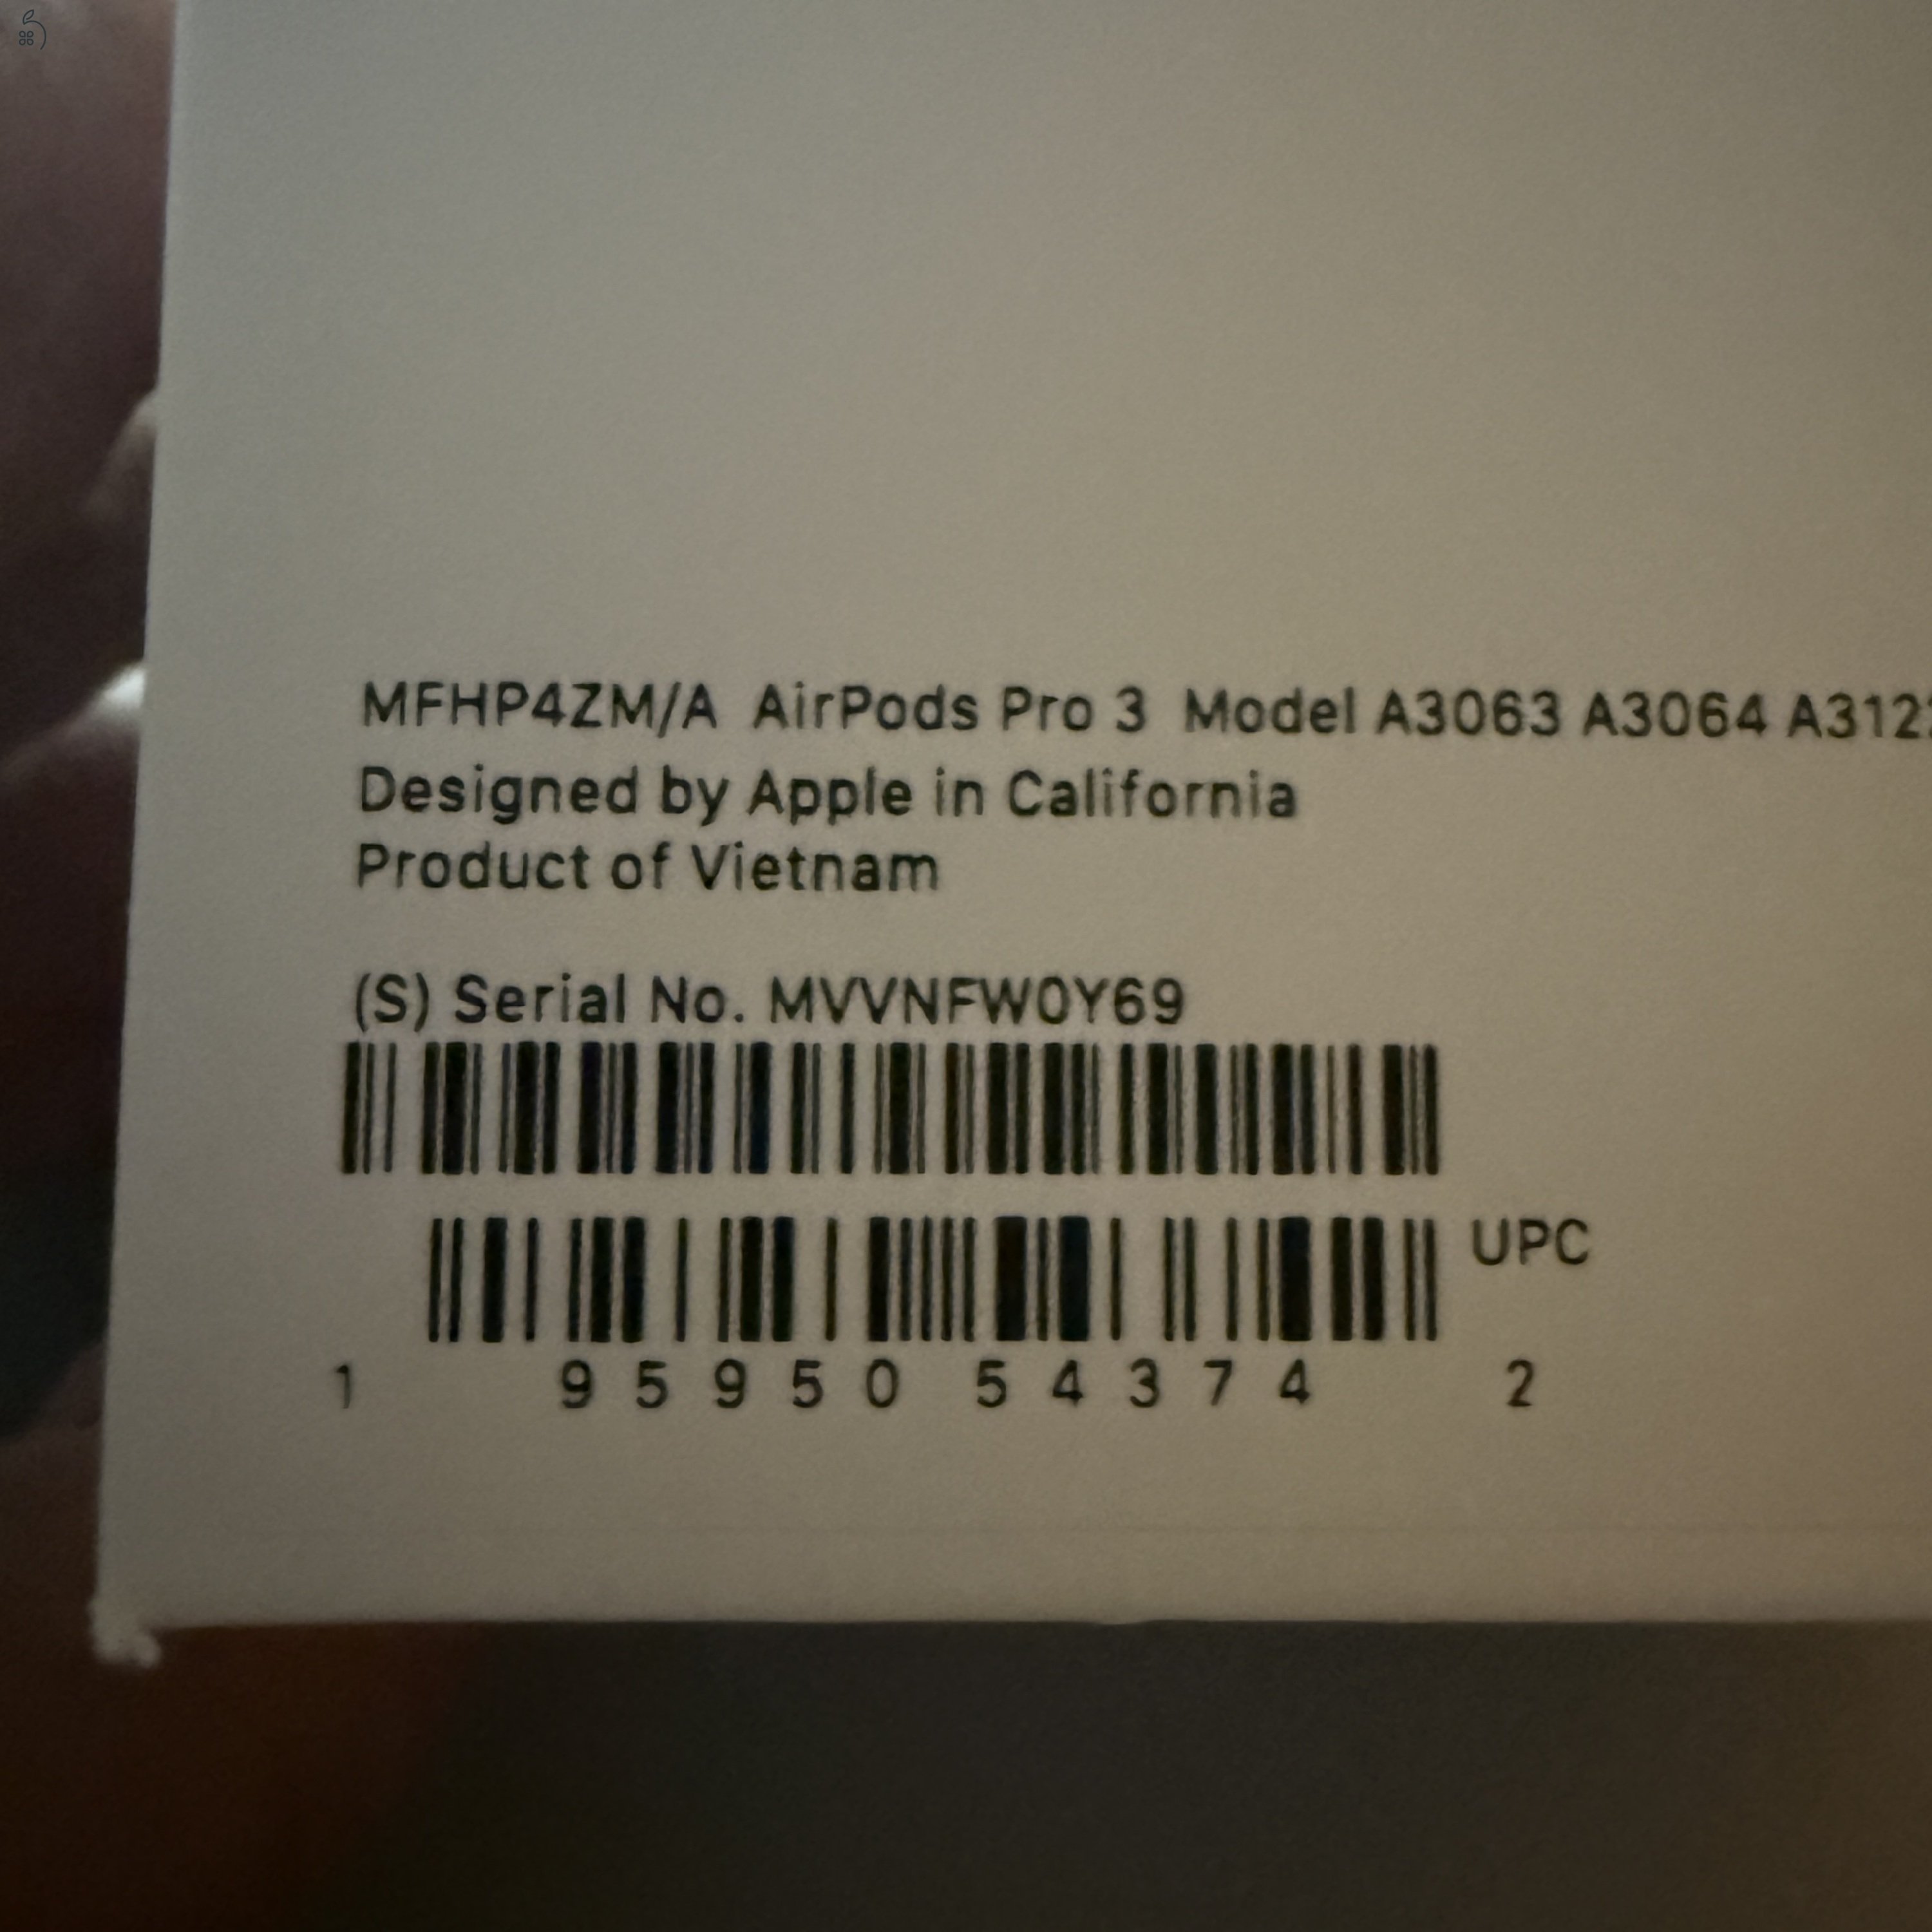 MFHP4ZM/A AirPods Pro 3 Model A3063 A3064
Designed by Apple in California
Product of Vietnam
(S) Serial No. MVVNFW0Y69
UPC
1 95950 54374 2